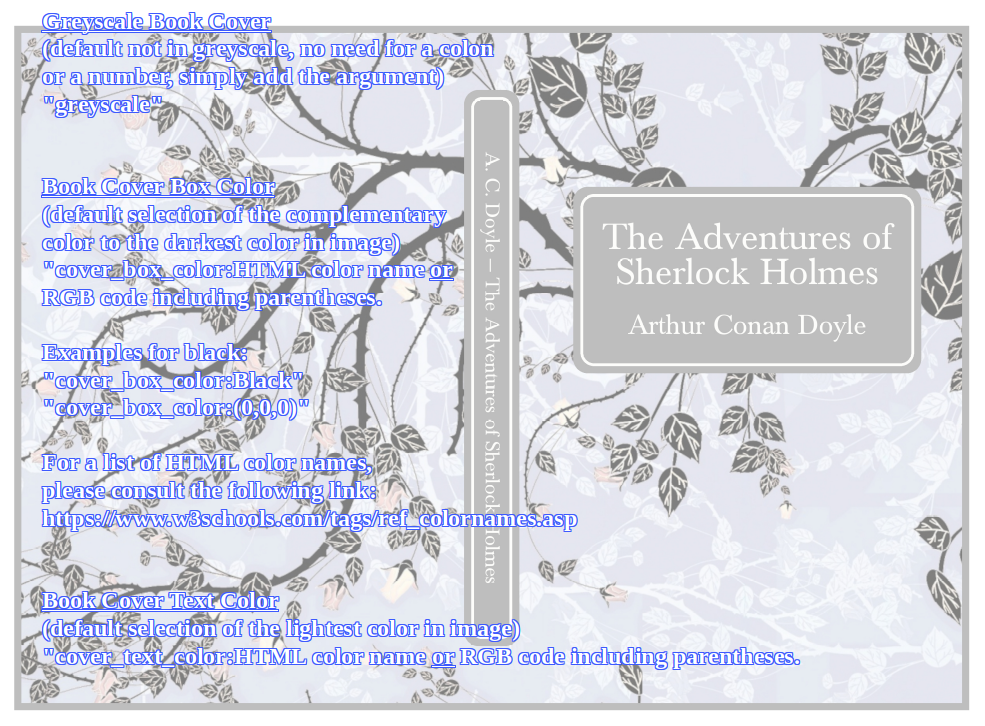 Greyscale Book Cover
(default not in greyscale, no need for a colon
or a number, simply add the argument)
"greyscale"
Book Cover Box Color
(default selection of the complementary
color to the darkest color in image)
"cover_box_color:HTML color name or
RGB code including parentheses.
Examples for black:
"cover_box_color:Black"
"cover_box_color:(0,0,0)"
For a list of HTML color names,
please consult the following link:
https://www.w3schools.com/tags/ref_colornames.asp
Book Cover Text Color
(default selection of the lightest color in image)
"cover_text_color:HTML color name or RGB code including parentheses.
A. C. Doyle – The Adventures of Sherlock Holmes
The Adventures of
Sherlock Holmes
Arthur Conan Doyle